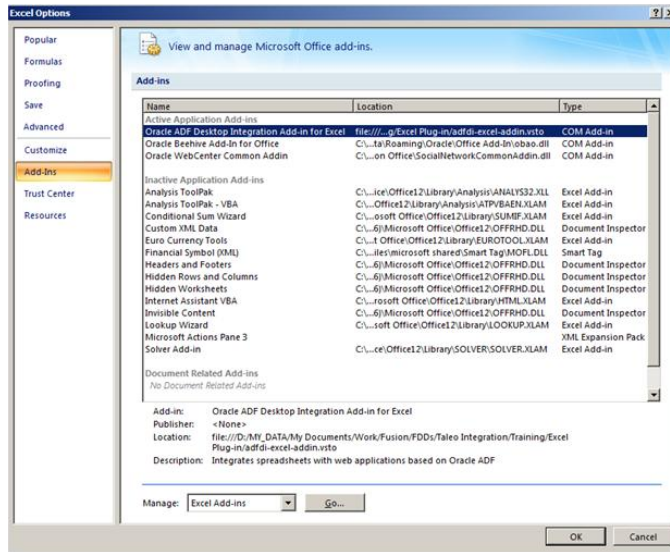 Excel Options
Popular
Formulas
Proofing
Save
Advanced
Customize
Add-Ins
Trust Center
Resources
View and manage Microsoft Office add-ins.
Add-ins
Name Location Type
Active Application Add-ins
Oracle ADF Desktop Integration Add-in for Excel file:///...g/Excel Plug-in/adfdi-excel-addin.vsto COM Add-in
Oracle Beehive Add-In for Office C:\...ta\Roaming\Oracle\Office Add-In\obao.dll COM Add-in
Oracle WebCenter Common Addin C:\...on Office\SocialNetworkCommonAddin.dll COM Add-in
Inactive Application Add-ins
Analysis ToolPak C:\...ice\Office12\Library\Analysis\ANALYS32.XLL Excel Add-in
Analysis ToolPak - VBA C:\...Office12\Library\Analysis\ATPVBAEN.XLAM Excel Add-in
Conditional Sum Wizard C:\...osoft Office\Office12\Library\SUMIF.XLAM Excel Add-in
Custom XML Data C:\...6)\Microsoft Office\Office12\OFFRHD.DLL Document Inspector
Euro Currency Tools C:\...t Office\Office12\Library\EUROTOOL.XLAM Excel Add-in
Financial Symbol (XML) C:\...iles\microsoft shared\Smart Tag\MOFL.DLL Smart Tag
Headers and Footers C:\...6)\Microsoft Office\Office12\OFFRHD.DLL Document Inspector
Hidden Rows and Columns C:\...6)\Microsoft Office\Office12\OFFRHD.DLL Document Inspector
Hidden Worksheets C:\...6)\Microsoft Office\Office12\OFFRHD.DLL Document Inspector
Internet Assistant VBA C:\...rosoft Office\Office12\Library\HTML.XLAM Excel Add-in
Invisible Content C:\...6)\Microsoft Office\Office12\OFFRHD.DLL Document Inspector
Lookup Wizard C:\...soft Office\Office12\Library\LOOKUP.XLAM Excel Add-in
Microsoft Actions Pane 3 XML Expansion Pack
Solver Add-in C:\...ce\Office12\Library\SOLVER\SOLVER.XLAM Excel Add-in
Document Related Add-ins
No Document Related Add-ins
Add-in: Oracle ADF Desktop Integration Add-in for Excel
Publisher: <None>
Location: file:///D:/MY_DATA/My Documents/Work/Fusion/FDDs/Taleo Integration/Training/Excel
Plug-in/adfdi-excel-addin.vsto
Description: Integrates spreadsheets with web applications based on Oracle ADF
Manage: Excel Add-ins Go...
OK Cancel